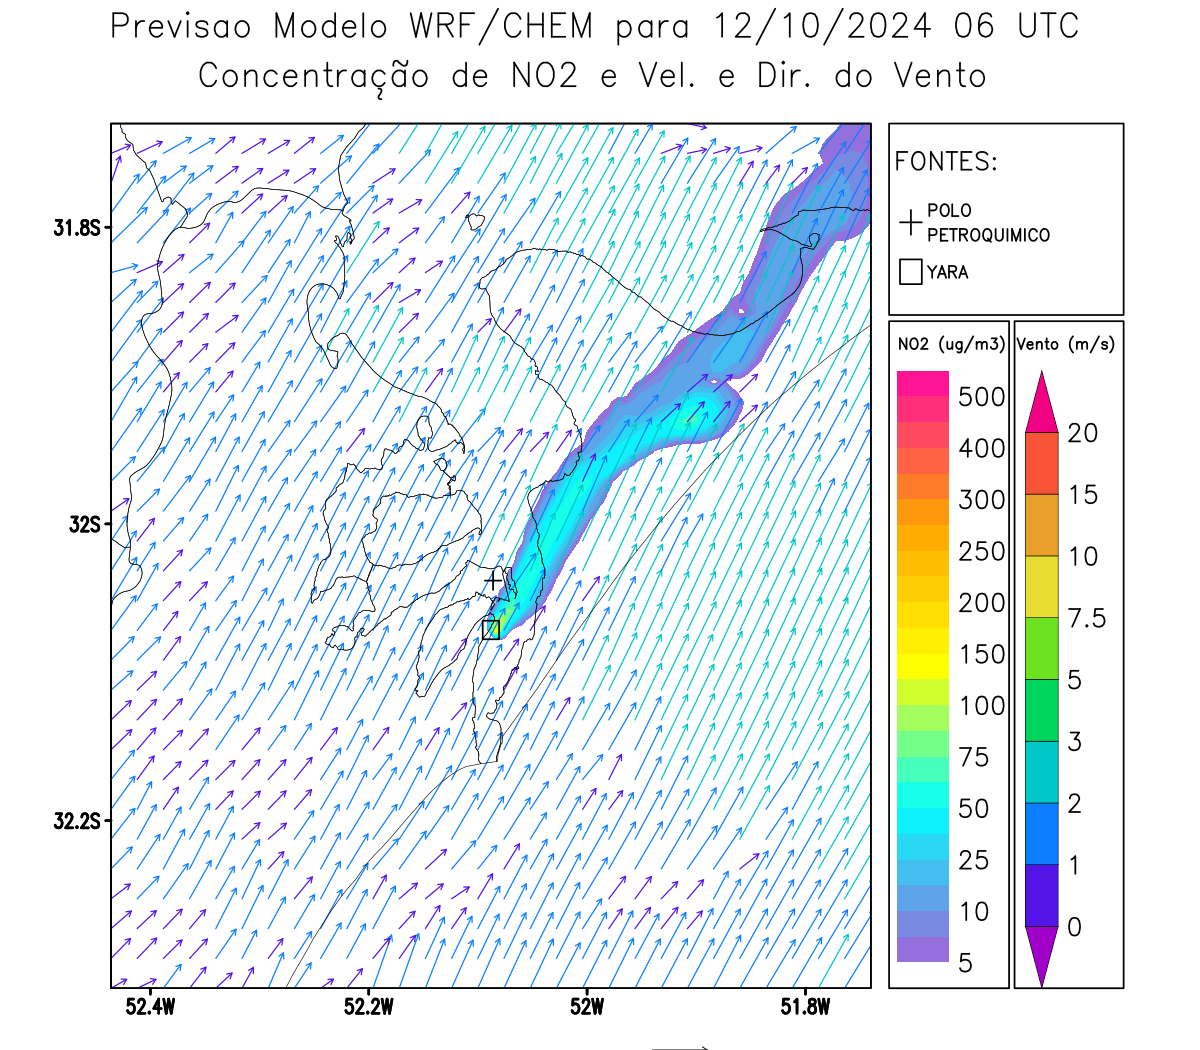 Previsao Modelo WRF/CHEM para 12/10/2024 06 UTC
Concentração de NO2 e Vel. e Dir. do Vento
FONTES:
POLO
PETROQUIMICO
YARA
31.8S
32S
32.2S
52.4W
52.2W
52W
51.8W
NO2 (ug/m3)
500
400
300
250
200
150
100
75
50
25
10
5
Vento (m/s)
20
15
10
7.5
5
3
2
1
0